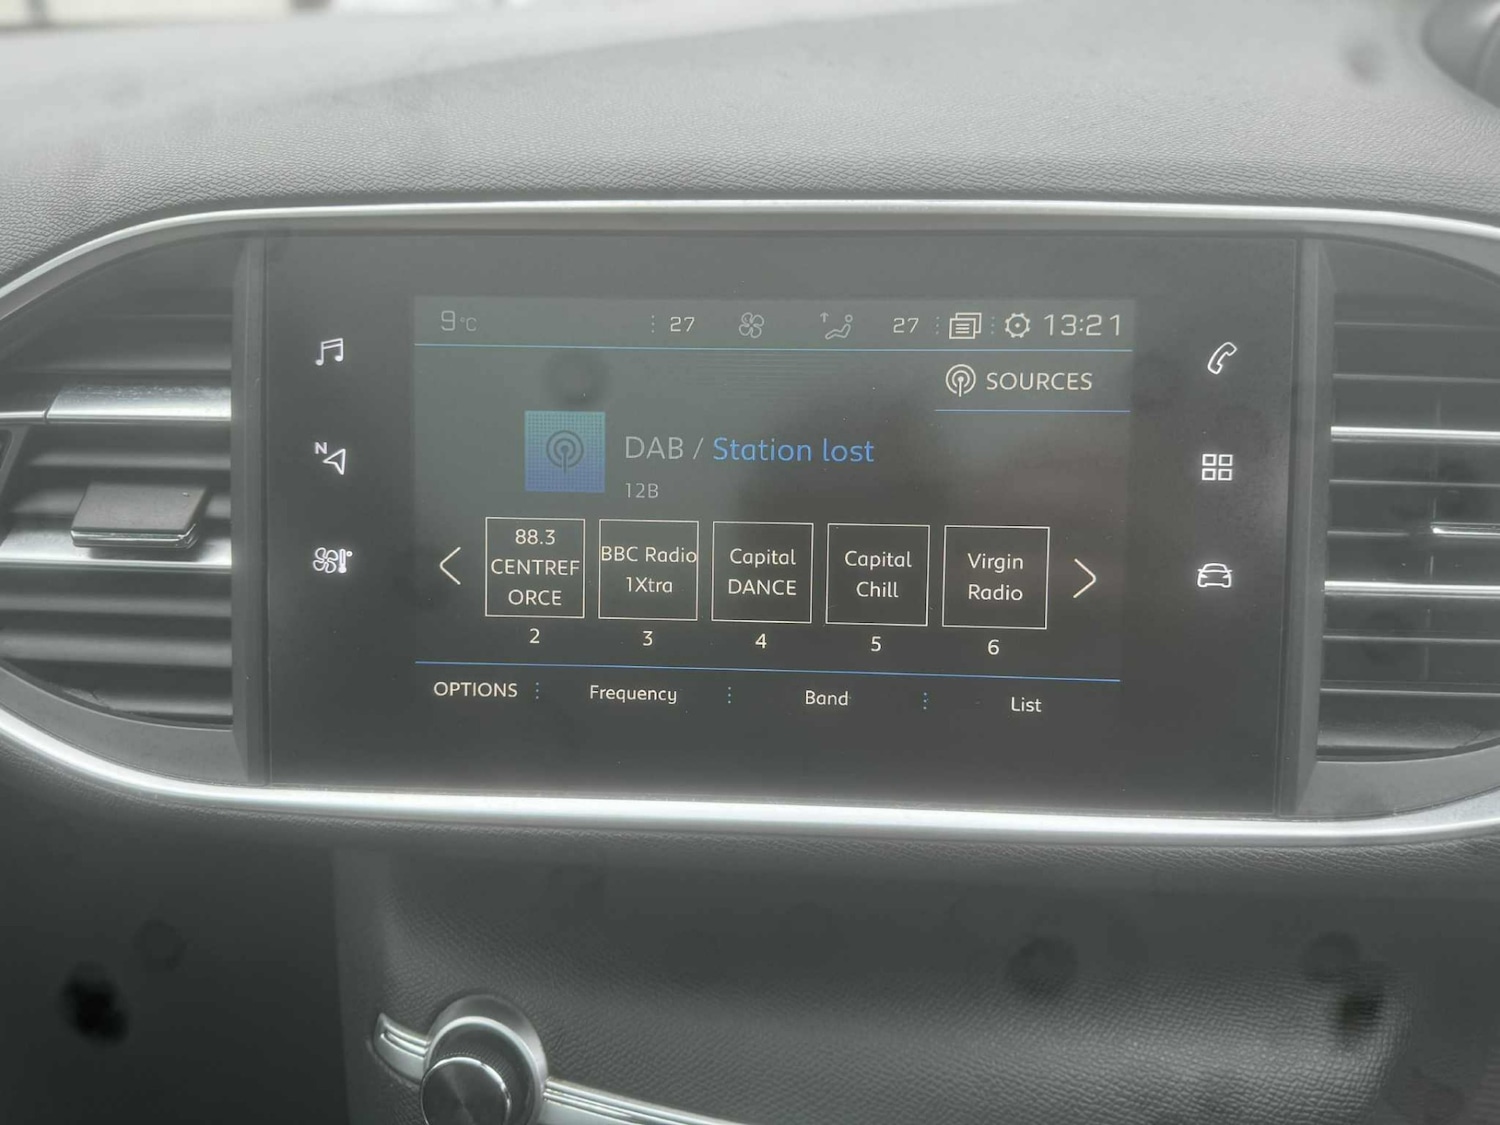 9°C 27 27 13:21
SOURCES
DAB / Station lost
12B
88.3
CENTREF
ORCE
2
BBC Radio
1Xtra
3
Capital
DANCE
4
Capital
Chill
5
Virgin
Radio
6
OPTIONS Frequency Band List
N